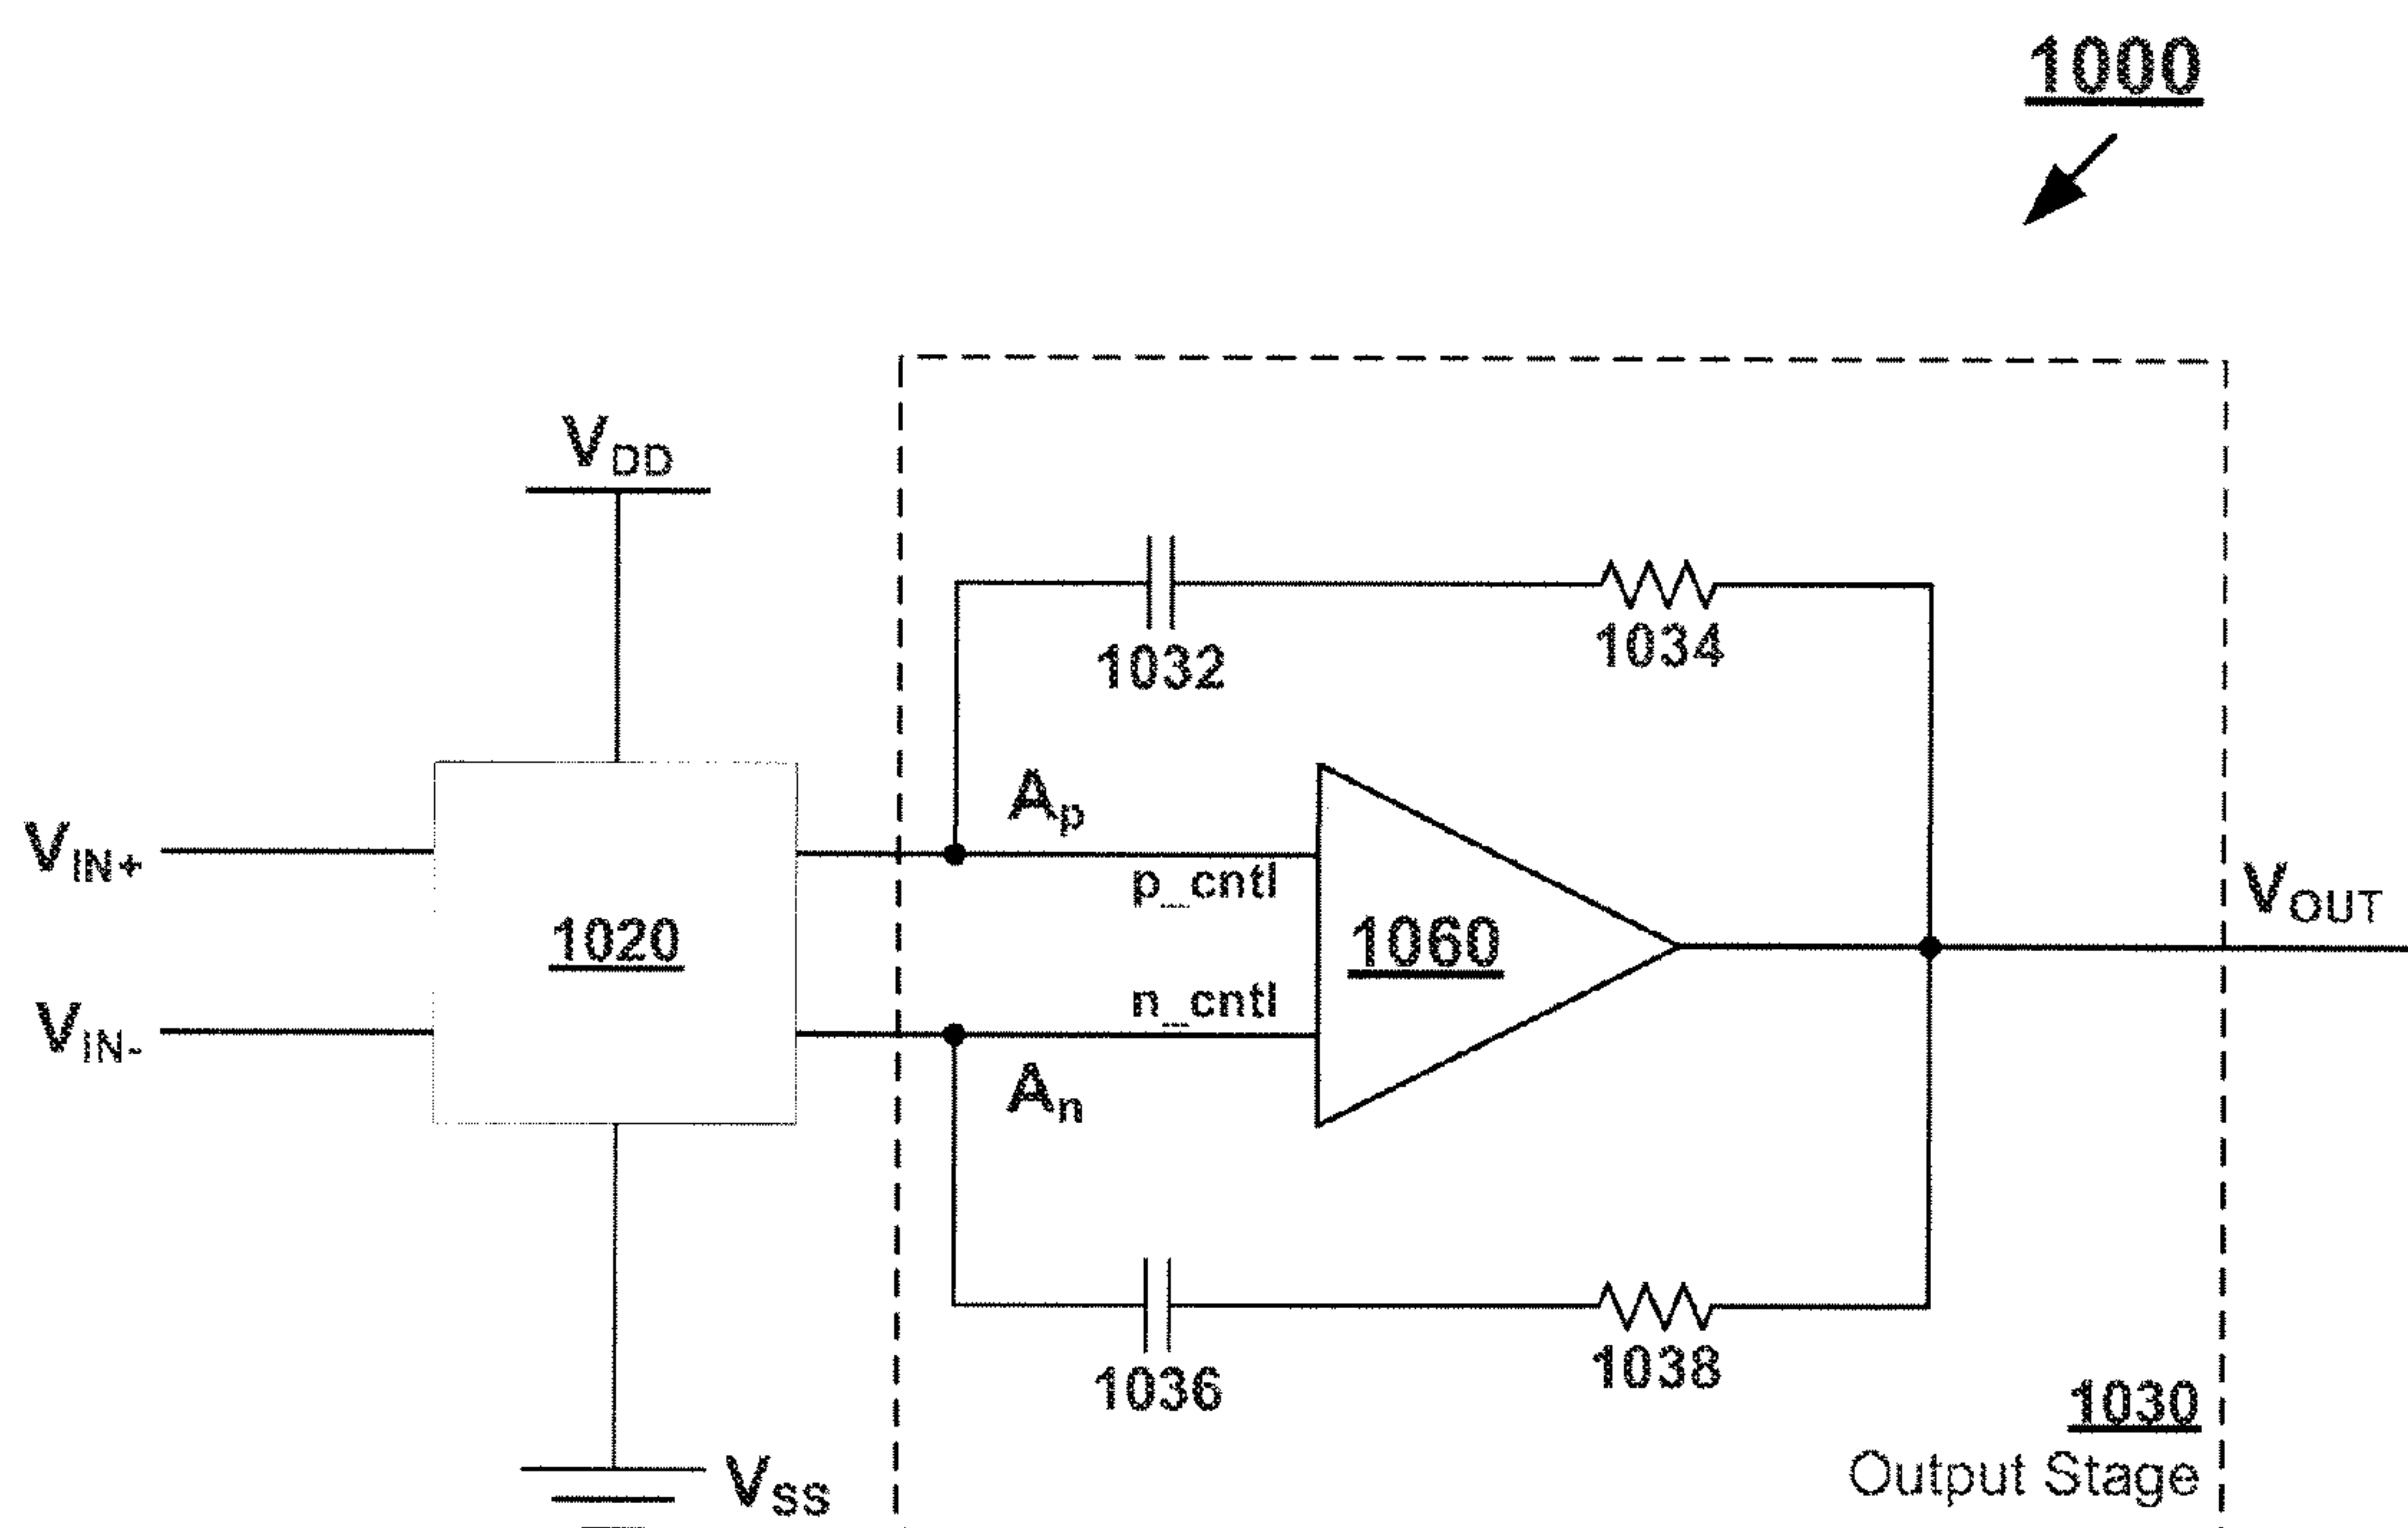 1000
VDD
1032
1034
Ap
VIN+
p_cntl
VOUT
1020
1060
n_cntl
VIN-
An
1036
1038
1030
Output Stage
VSS